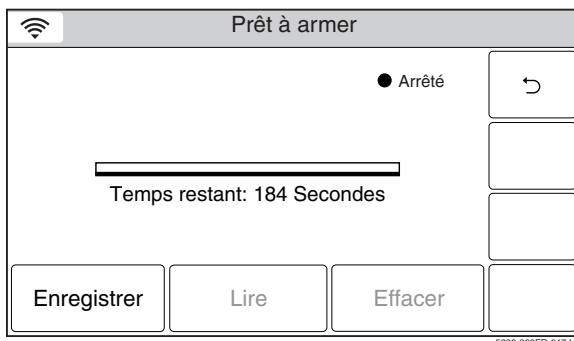 Prêt à armer
Arrêté
Temps restant: 184 Secondes
Enregistrer
Lire
Effacer